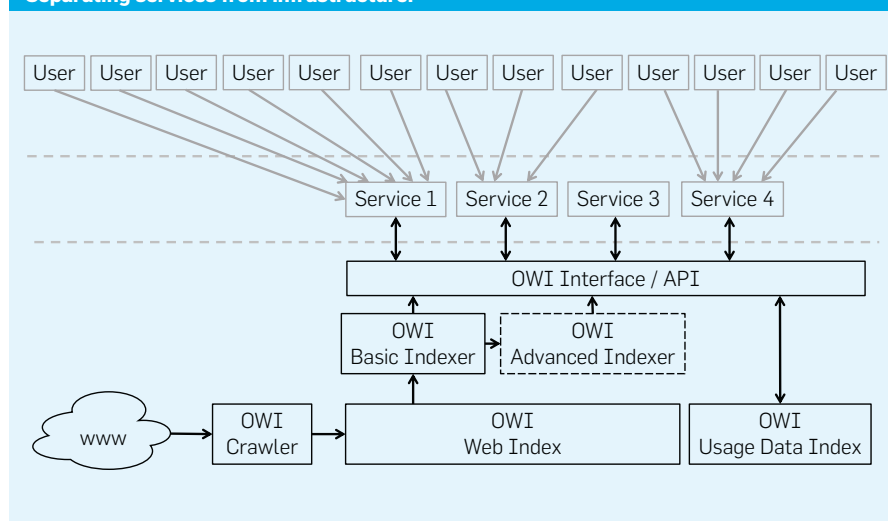 Separating services from infrastructure.
User User User User User User User User User User User User User
Service 1 Service 2 Service 3 Service 4
OWI Interface / API
OWI
Basic Indexer
OWI
Advanced Indexer
www
OWI
Crawler
OWI
Web Index
OWI
Usage Data Index